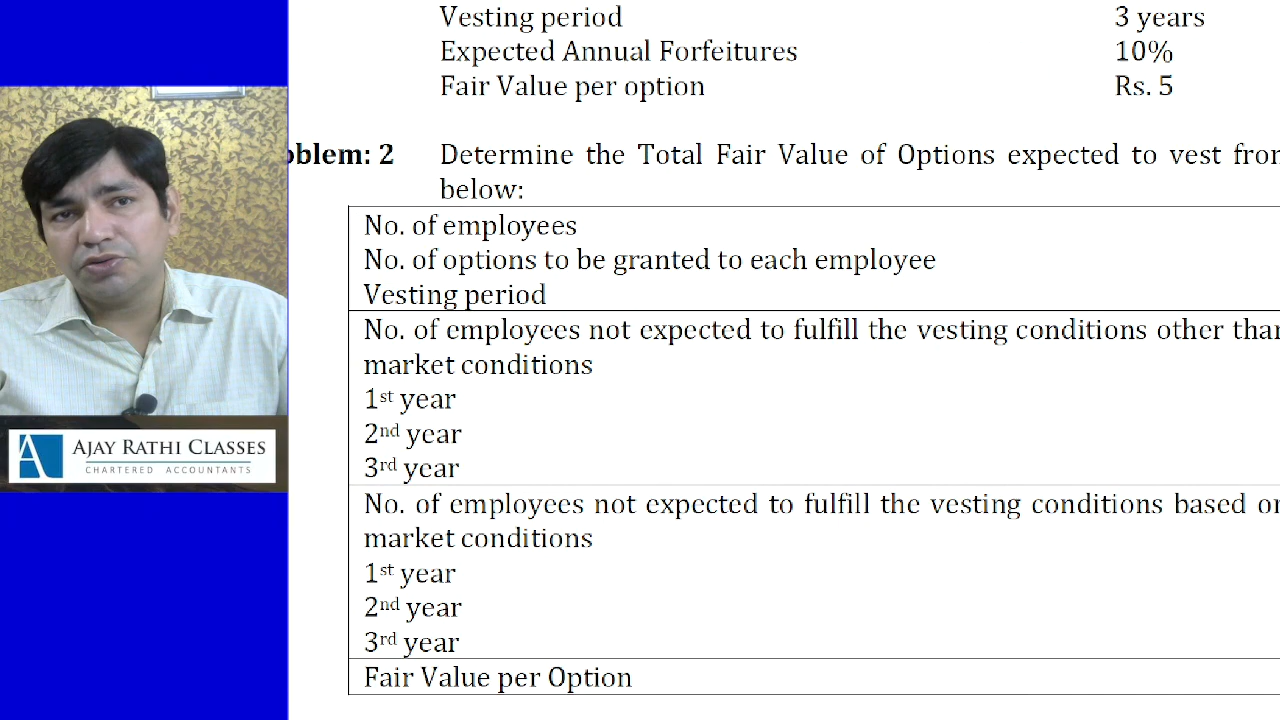 Vesting period 3 years
Expected Annual Forfeitures 10%
Fair Value per option Rs. 5
oblem: 2 Determine the Total Fair Value of Options expected to vest from
below:
No. of employees
No. of options to be granted to each employee
Vesting period
No. of employees not expected to fulfill the vesting conditions other than
market conditions
1st year
2nd year
3rd year
No. of employees not expected to fulfill the vesting conditions based on
market conditions
1st year
2nd year
3rd year
Fair Value per Option
AJAY RATHI CLASSES
CHARTERED ACCOUNTANTS